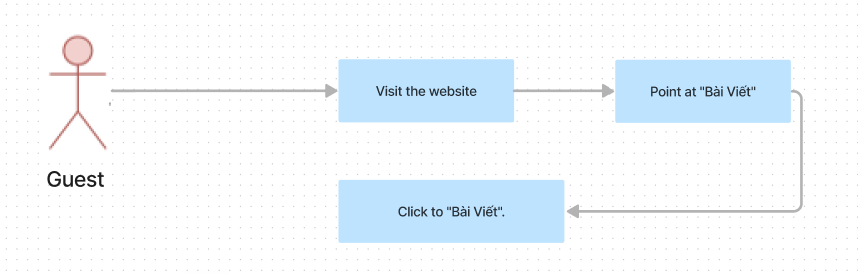 Visit the website
Point at "Bài Viết"
Guest
Click to "Bài Viết".